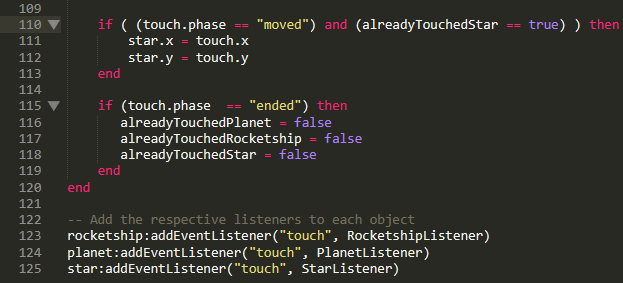 109
110 if ( (touch.phase == "moved") and (alreadyTouchedStar == true) ) then
111 star.x = touch.x
112 star.y = touch.y
113 end
114
115 if (touch.phase  == "ended") then
116 alreadyTouchedPlanet = false
117 alreadyTouchedRocketship = false
118 alreadyTouchedStar = false
119 end
120 end
121
122 -- Add the respective listeners to each object
123 rocketship:addEventListener("touch", RocketshipListener)
124 planet:addEventListener("touch", PlanetListener)
125 star:addEventListener("touch", StarListener)